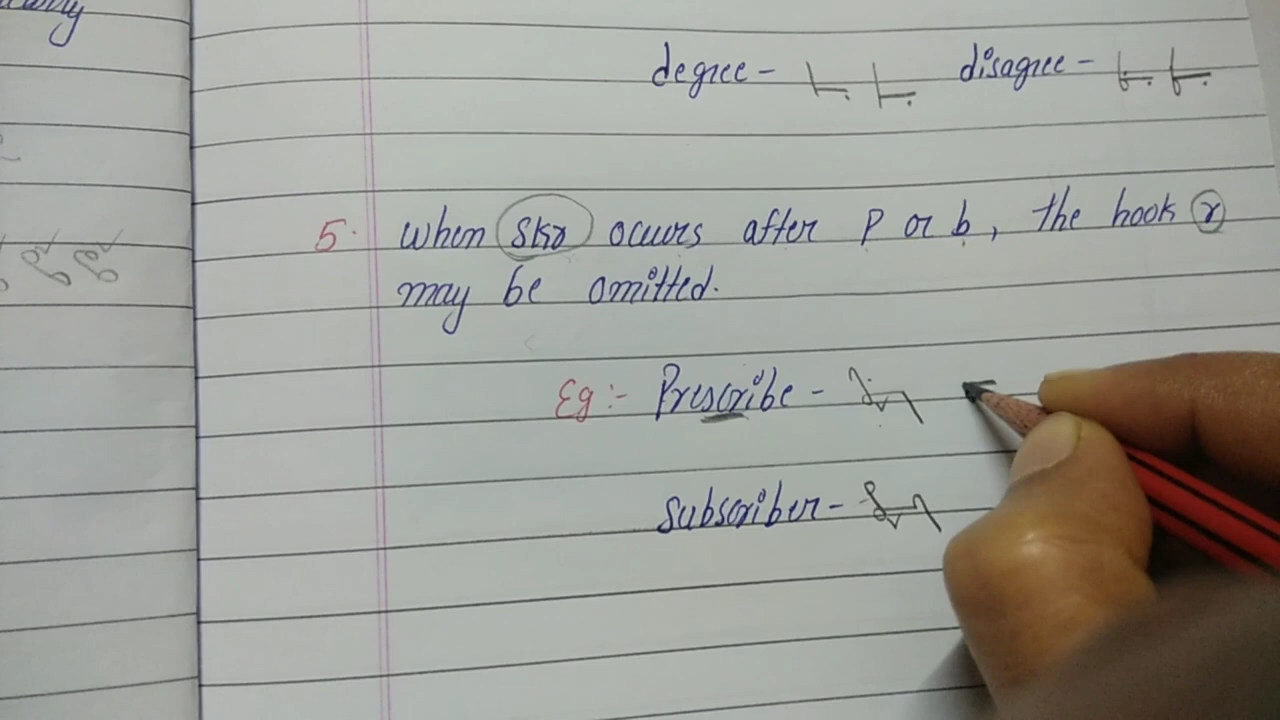 degree - disagree -
5. when skr occurs after P or b, the hook r
may be omitted.
Eg :- Prescribe -
subscriber -